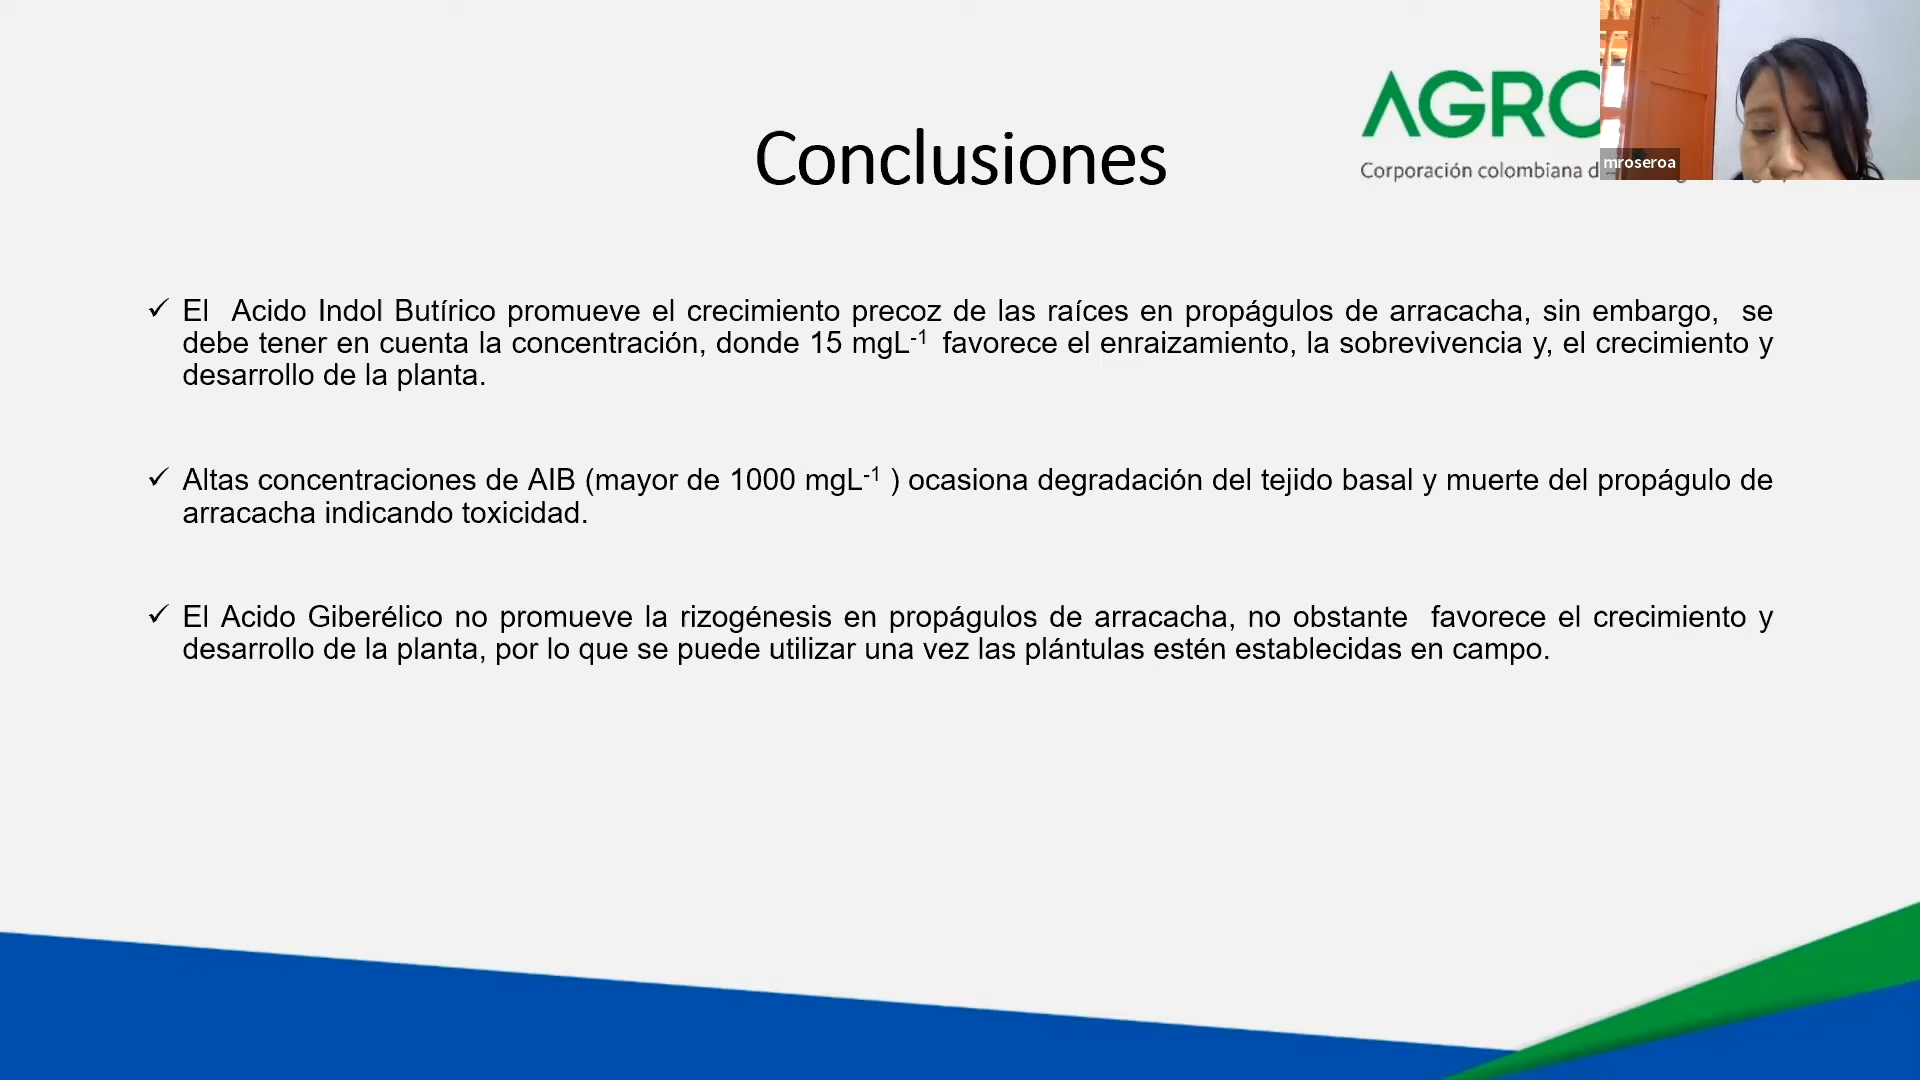 AGRO
Corporación colombiana d
mroseroa
Conclusiones
✓ El Acido Indol Butírico promueve el crecimiento precoz de las raíces en propágulos de arracacha, sin embargo, se
debe tener en cuenta la concentración, donde 15 mgL⁻¹ favorece el enraizamiento, la sobrevivencia y, el crecimiento y
desarrollo de la planta.
✓ Altas concentraciones de AIB (mayor de 1000 mgL⁻¹ ) ocasiona degradación del tejido basal y muerte del propágulo de
arracacha indicando toxicidad.
✓ El Acido Giberélico no promueve la rizogénesis en propágulos de arracacha, no obstante favorece el crecimiento y
desarrollo de la planta, por lo que se puede utilizar una vez las plántulas estén establecidas en campo.